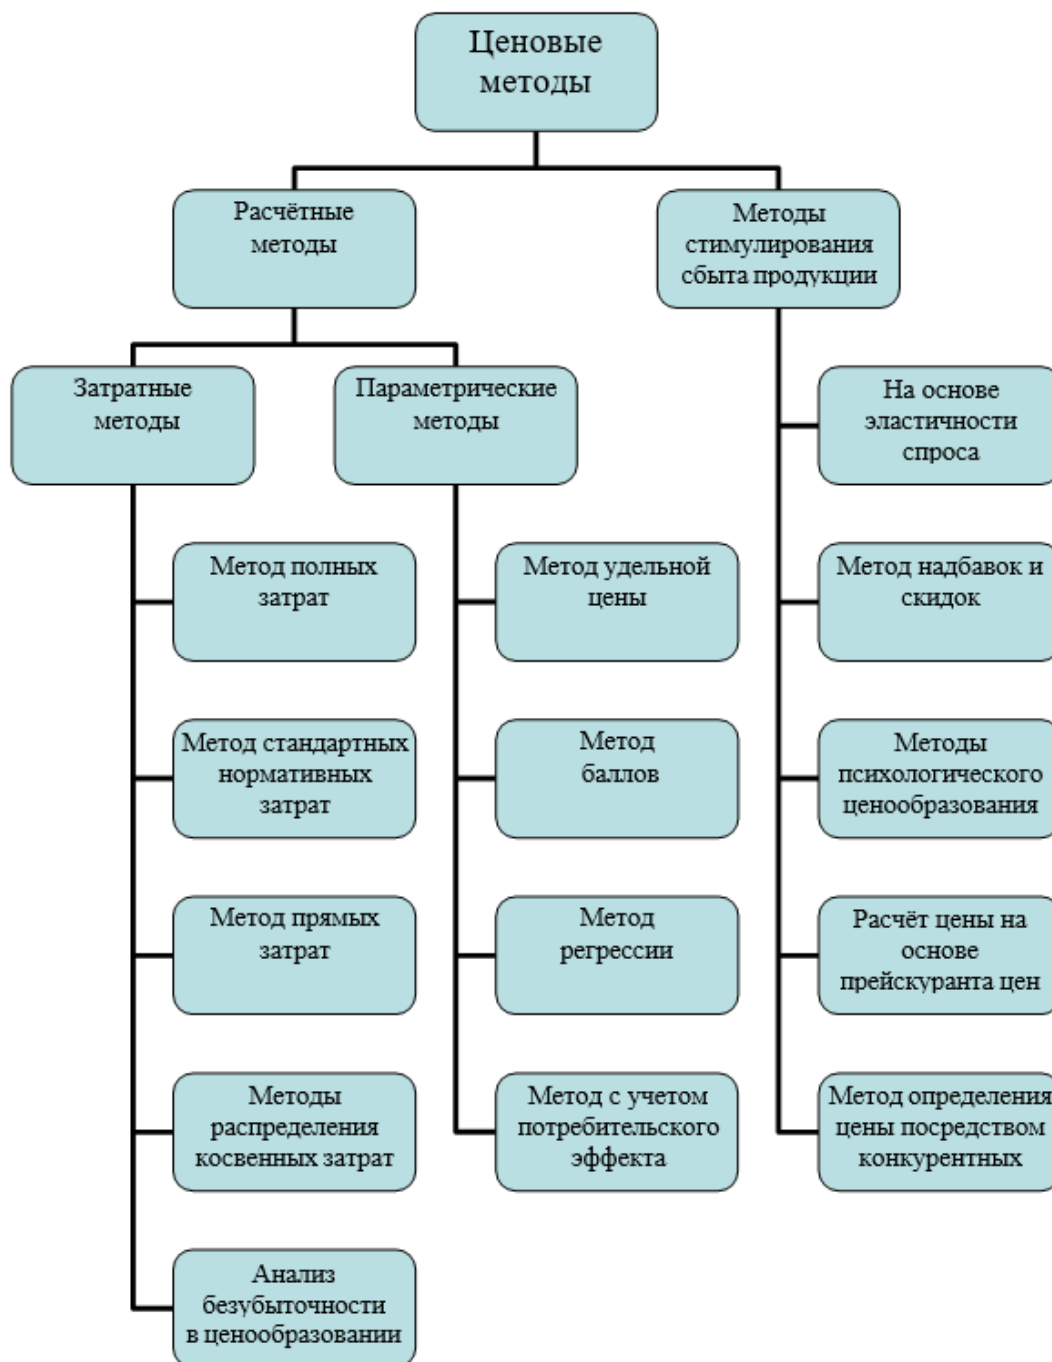 Ценовые
методы
Расчётные
методы
Методы
стимулирования
сбыта продукции
Затратные
методы
Параметрические
методы
На основе
эластичности
спроса
Метод полных
затрат
Метод удельной
цены
Метод надбавок и
скидок
Метод стандартных
нормативных
затрат
Метод
баллов
Методы
психологического
ценообразования
Метод прямых
затрат
Метод
регрессии
Расчёт цены на
основе
прейскуранта цен
Методы
распределения
косвенных затрат
Метод с учетом
потребительского
эффекта
Метод определения
цены посредством
конкурентных
Анализ
безубыточности
в ценообразовании